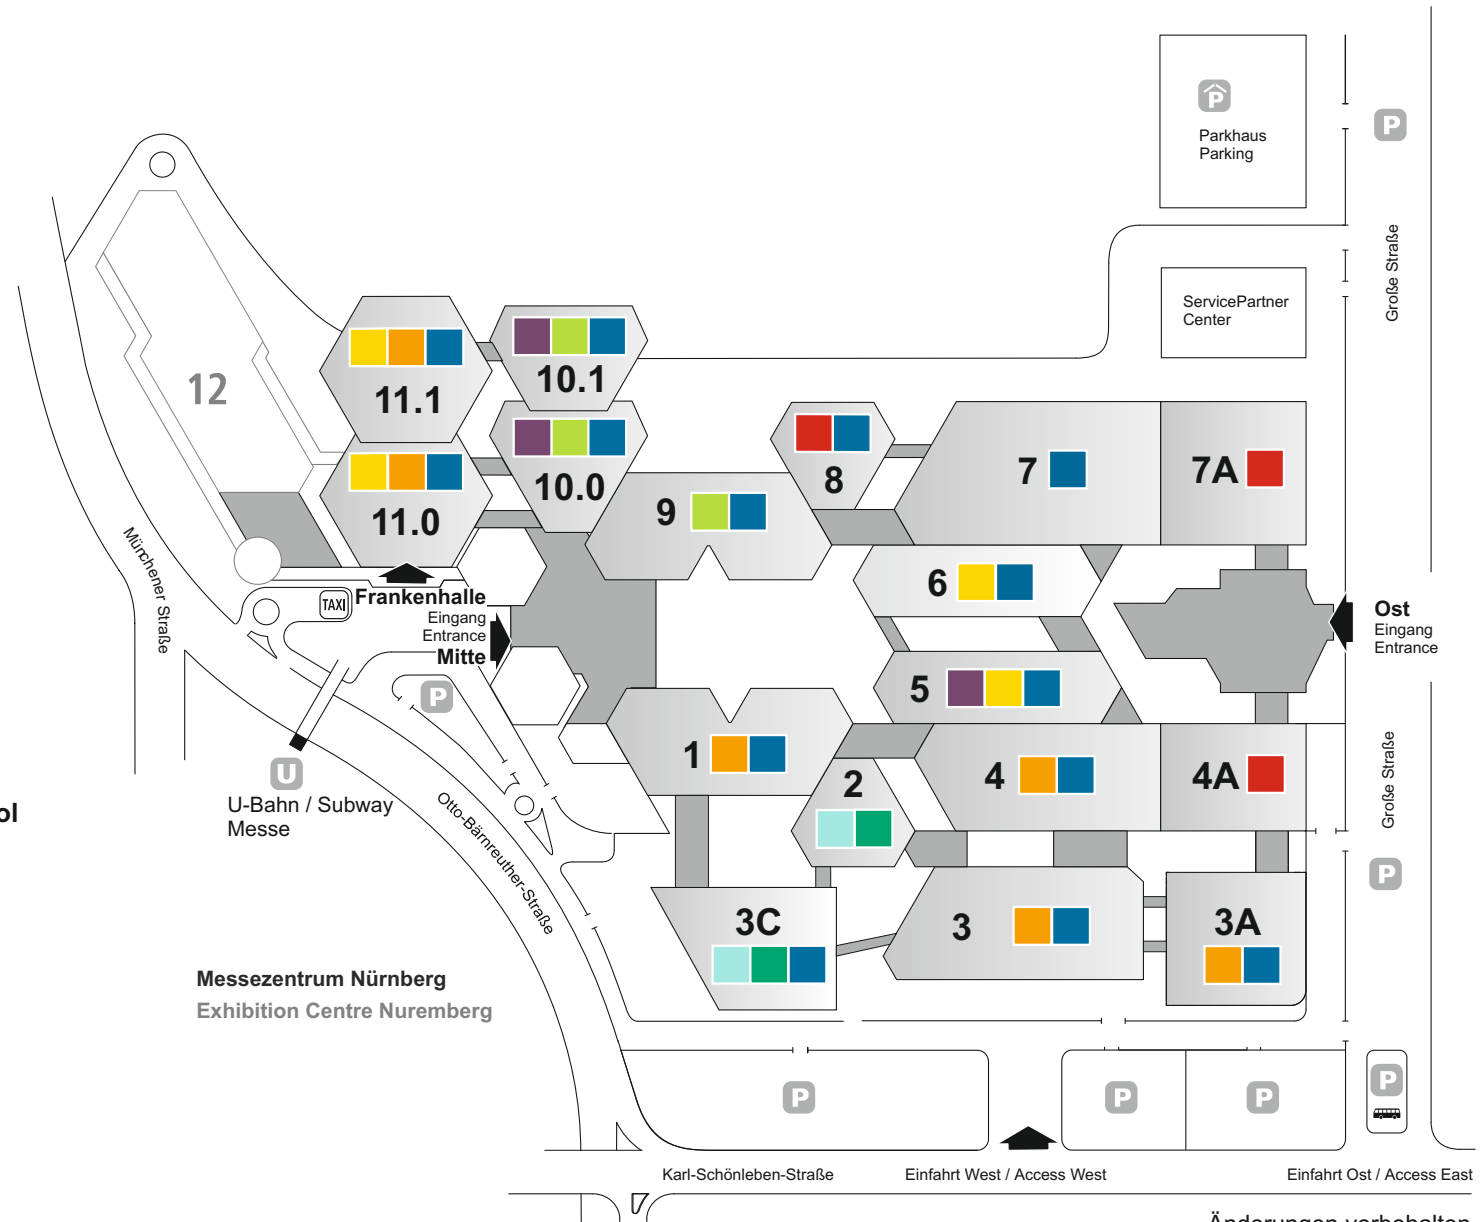 P
Parkhaus
Parking
P
Große Straße
ServicePartner
Center
12
11.1
10.1
11.0
10.0
9
8
7
7A
6
5
Münchener Straße
TAXI
Frankenhalle
Eingang
Entrance
Mitte
Ost
Eingang
Entrance
P
1
2
4
4A
U
U-Bahn / Subway
Messe
ol
Otto-Bärnreuther-Straße
Große Straße
P
3C
3
3A
Messezentrum Nürnberg
Exhibition Centre Nuremberg
P
P
P
P
Karl-Schönleben-Straße
Einfahrt West / Access West
Einfahrt Ost / Access East
Änderungen vorbehalten